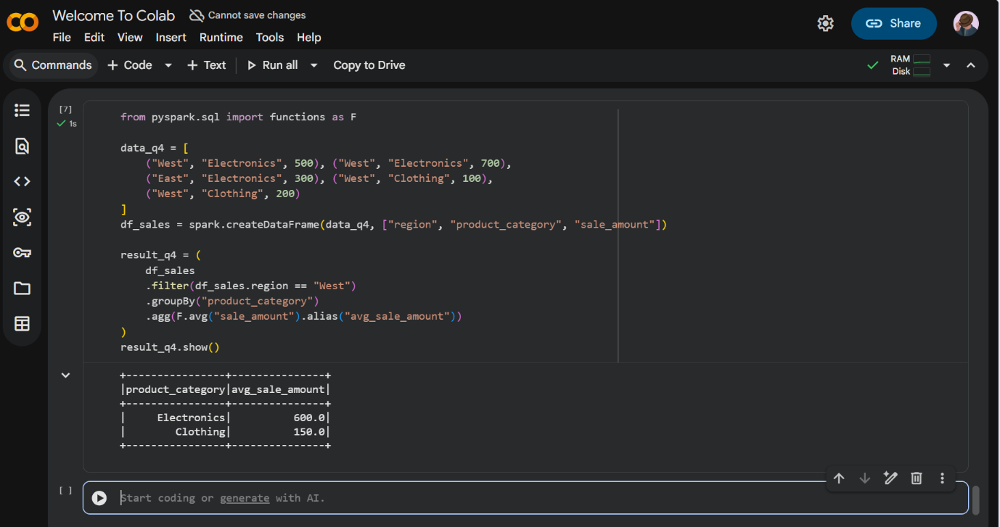 Welcome To Colab Cannot save changes
File Edit View Insert Runtime Tools Help
Share
Commands + Code + Text Run all Copy to Drive
RAM
Disk
[7]
1s
from pyspark.sql import functions as F
data_q4 = [
    ("West", "Electronics", 500), ("West", "Electronics", 700),
    ("East", "Electronics", 300), ("West", "Clothing", 100),
    ("West", "Clothing", 200)
]
df_sales = spark.createDataFrame(data_q4, ["region", "product_category", "sale_amount"])
result_q4 = (
    df_sales
    .filter(df_sales.region == "West")
    .groupBy("product_category")
    .agg(F.avg("sale_amount").alias("avg_sale_amount"))
)
result_q4.show()
+----------------+---------------+
|product_category|avg_sale_amount|
+----------------+---------------+
|     Electronics|          600.0|
|        Clothing|          150.0|
+----------------+---------------+
[ ]
Start coding or generate with AI.